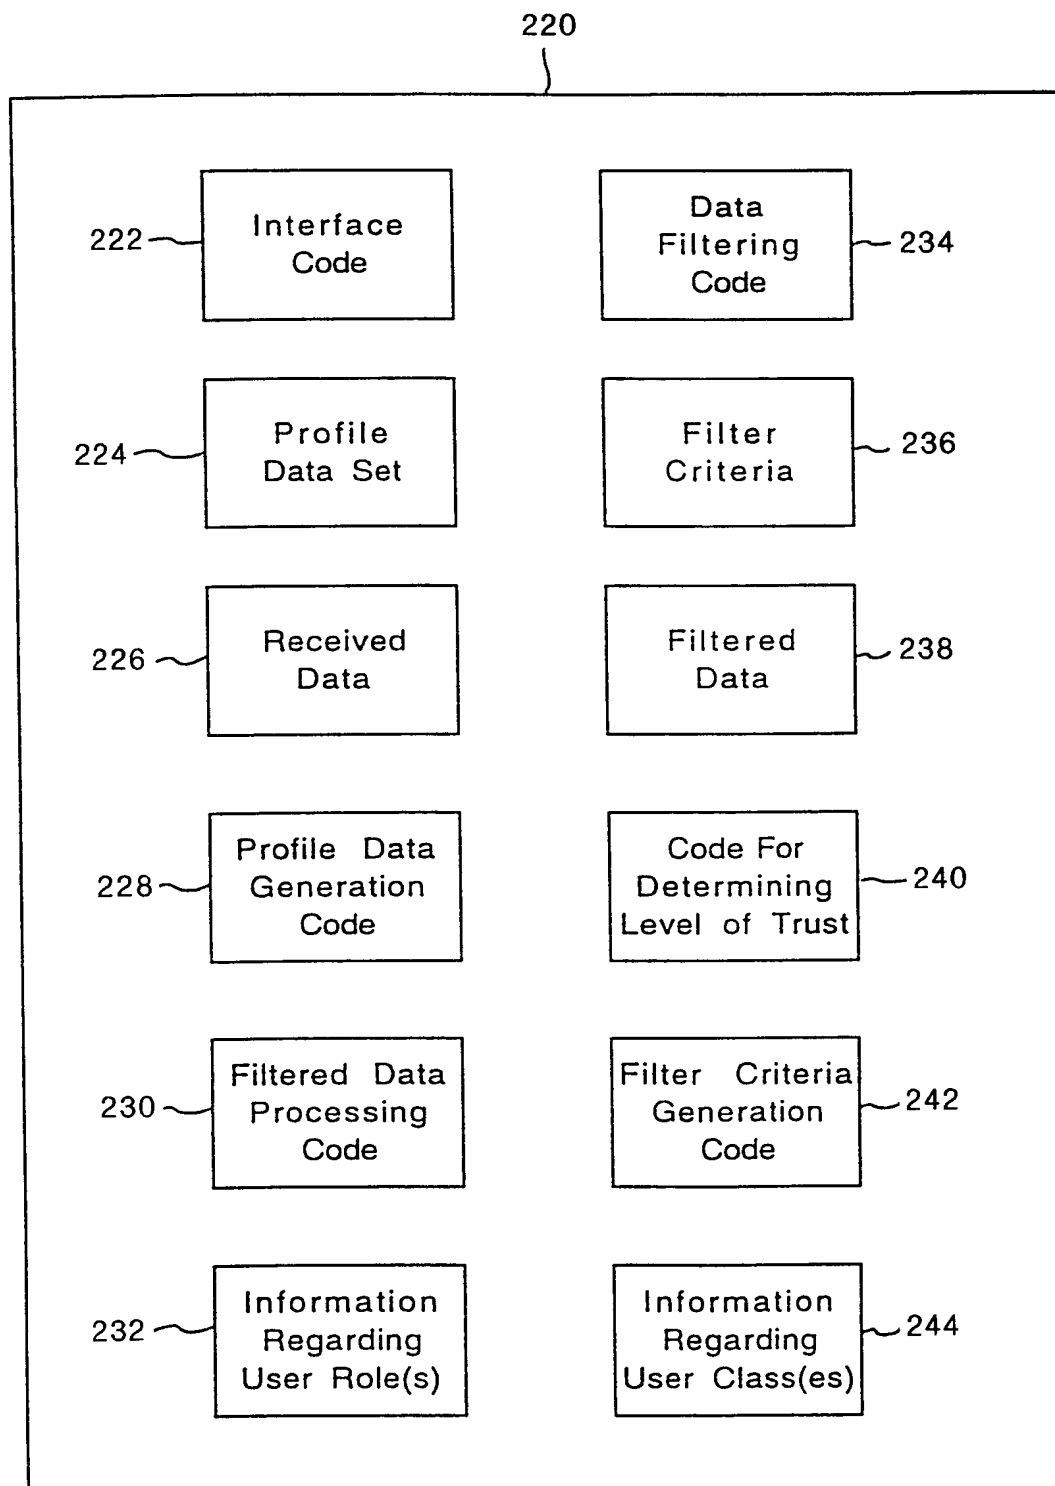 220
222
Interface
Code
Data
Filtering
Code
234
224
Profile
Data Set
Filter
Criteria
236
226
Received
Data
Filtered
Data
238
228
Profile Data
Generation
Code
Code For
Determining
Level of Trust
240
230
Filtered Data
Processing
Code
Filter Criteria
Generation
Code
242
232
Information
Regarding
User Role(s)
Information
Regarding
User Class(es)
244